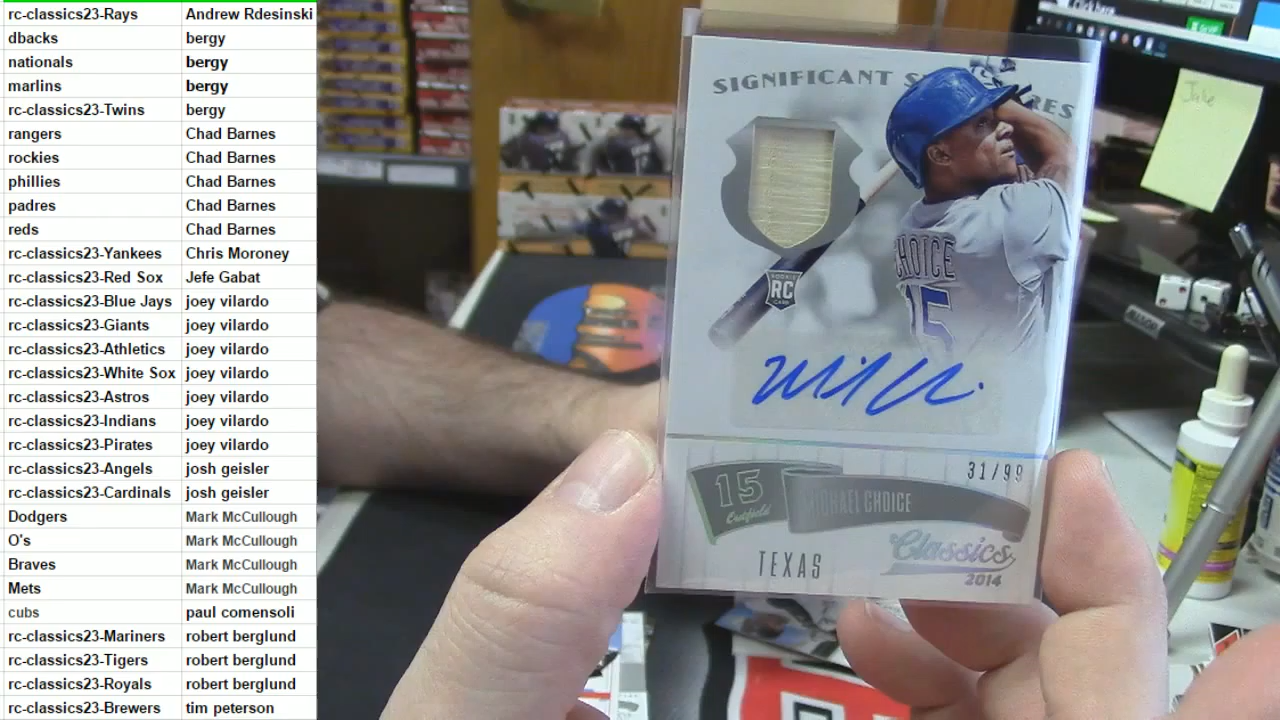 rc-classics23-Rays Andrew Rdesinski
dbacks bergy
nationals bergy
marlins bergy
rc-classics23-Twins bergy
rangers Chad Barnes
rockies Chad Barnes
phillies Chad Barnes
padres Chad Barnes
reds Chad Barnes
rc-classics23-Yankees Chris Moroney
rc-classics23-Red Sox Jefe Gabat
rc-classics23-Blue Jays joey vilardo
rc-classics23-Giants joey vilardo
rc-classics23-Athletics joey vilardo
rc-classics23-White Sox joey vilardo
rc-classics23-Astros joey vilardo
rc-classics23-Indians joey vilardo
rc-classics23-Pirates joey vilardo
rc-classics23-Angels josh geisler
rc-classics23-Cardinals josh geisler
Dodgers Mark McCullough
O's Mark McCullough
Braves Mark McCullough
Mets Mark McCullough
cubs paul comensoli
rc-classics23-Mariners robert berglund
rc-classics23-Tigers robert berglund
rc-classics23-Royals robert berglund
rc-classics23-Brewers tim peterson
SIGNIFICANT
CHOICE
15
ROOKIE
RC
CARD
31/99
15
Outfield
MICHAEL CHOICE
Classics
2014
TEXAS